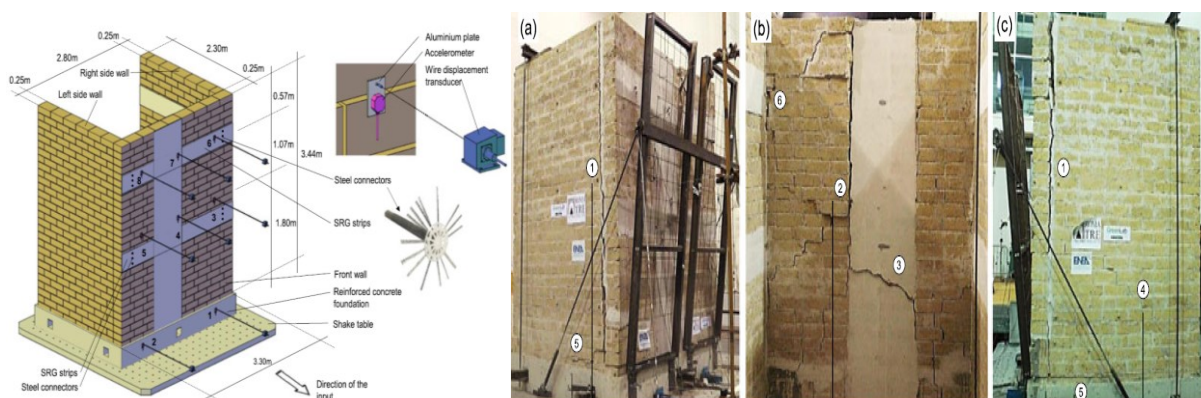 0.25m
2.80m
2.30m
0.25m
0.25m
Right side wall
Left side wall
0.57m
1.07m
3.44m
1.80m
3.30m
Aluminium plate
Accelerometer
Wire displacement
transducer
Steel connectors
SRG strips
Front wall
Reinforced concrete
foundation
Shake table
SRG strips
Steel connectors
Direction of the
input
1
2
3
4
5
6
7
8
(a)
1
5
ENEA
(b)
6
2
3
(c)
1
4
5
ENEA